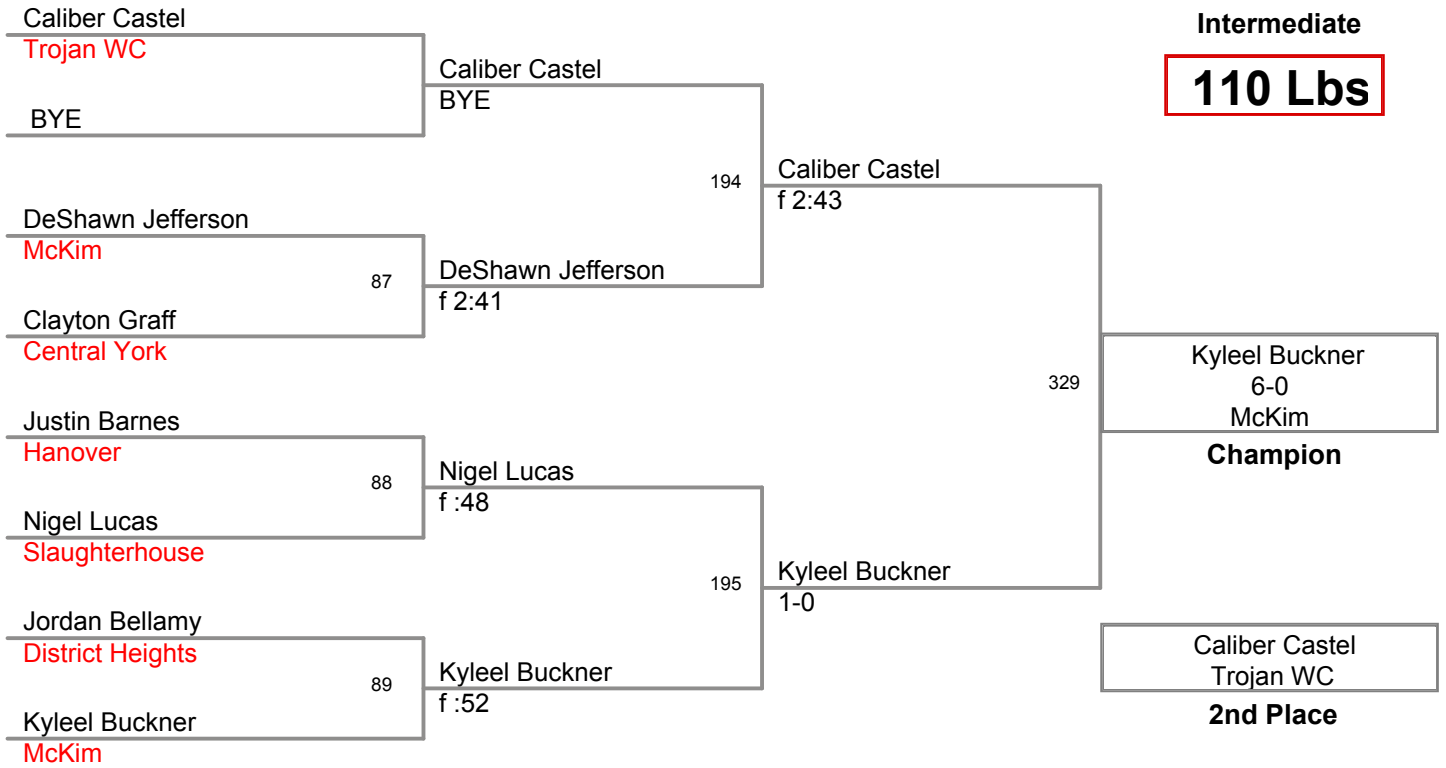 Caliber Castel
Trojan WC
BYE
DeShawn Jefferson
McKim
Clayton Graff
Central York
Justin Barnes
Hanover
Nigel Lucas
Slaughterhouse
Jordan Bellamy
District Heights
Kyleel Buckner
McKim
87
88
89
Caliber Castel
BYE
DeShawn Jefferson
f 2:41
Nigel Lucas
f :48
Kyleel Buckner
f :52
194
195
Caliber Castel
f 2:43
Kyleel Buckner
1-0
329
Intermediate
110 Lbs
Kyleel Buckner
6-0
McKim
Champion
Caliber Castel
Trojan WC
2nd Place